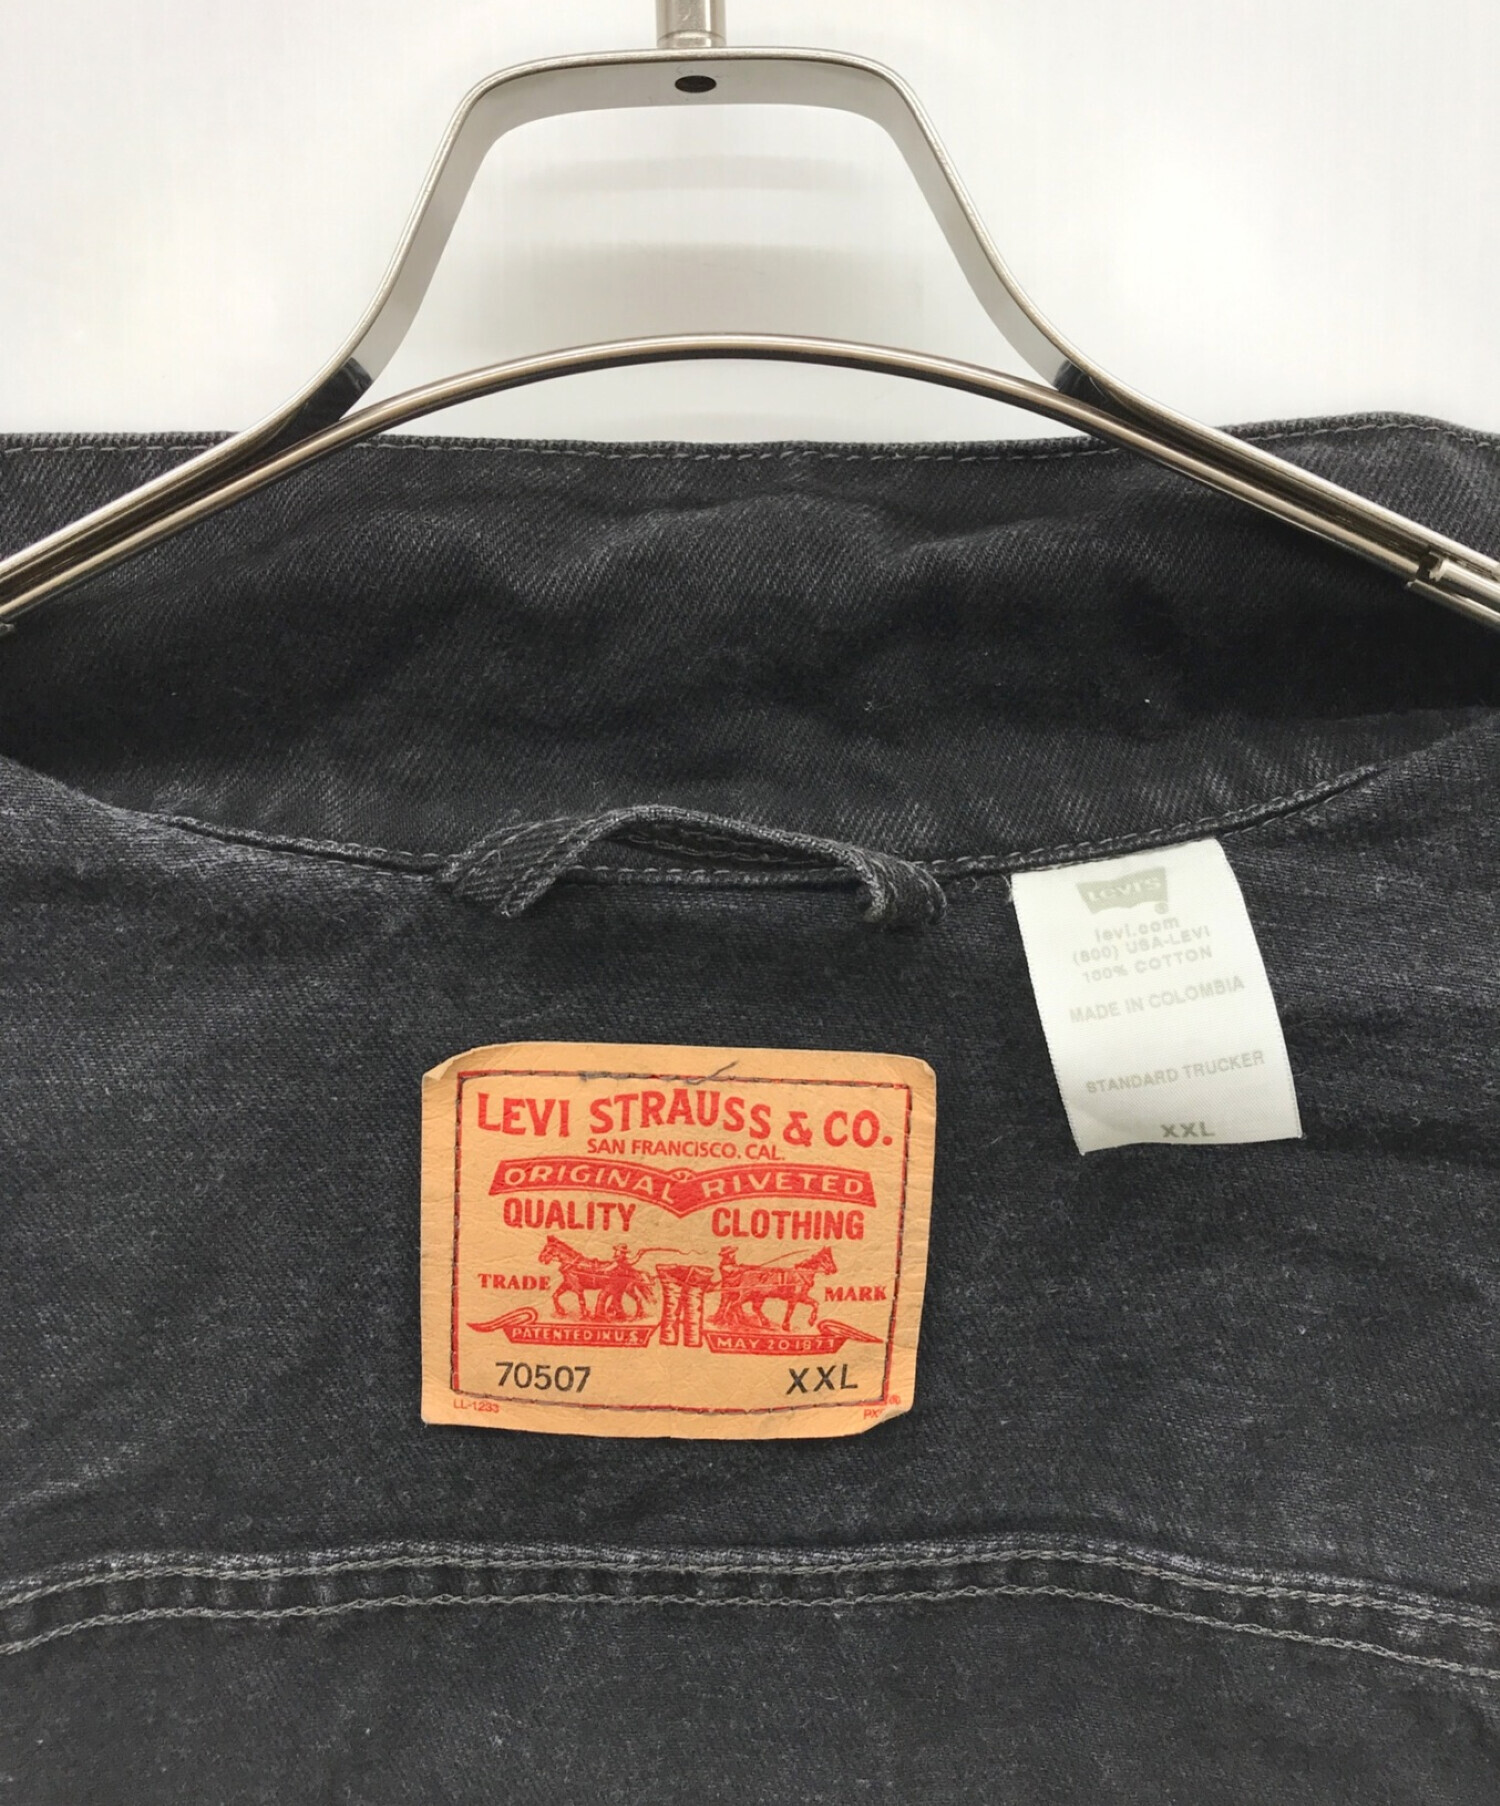 LEVI'S
®
levi.com
(800) USA-LEVI
100% COTTON
MADE IN COLOMBIA
STANDARD TRUCKER
XXL
LEVI STRAUSS & CO.
SAN FRANCISCO. CAL.
ORIGINAL RIVETED
QUALITY CLOTHING
TRADE MARK
PATENTED IN U.S. MAY 20 1873
70507 XXL
LL-1233